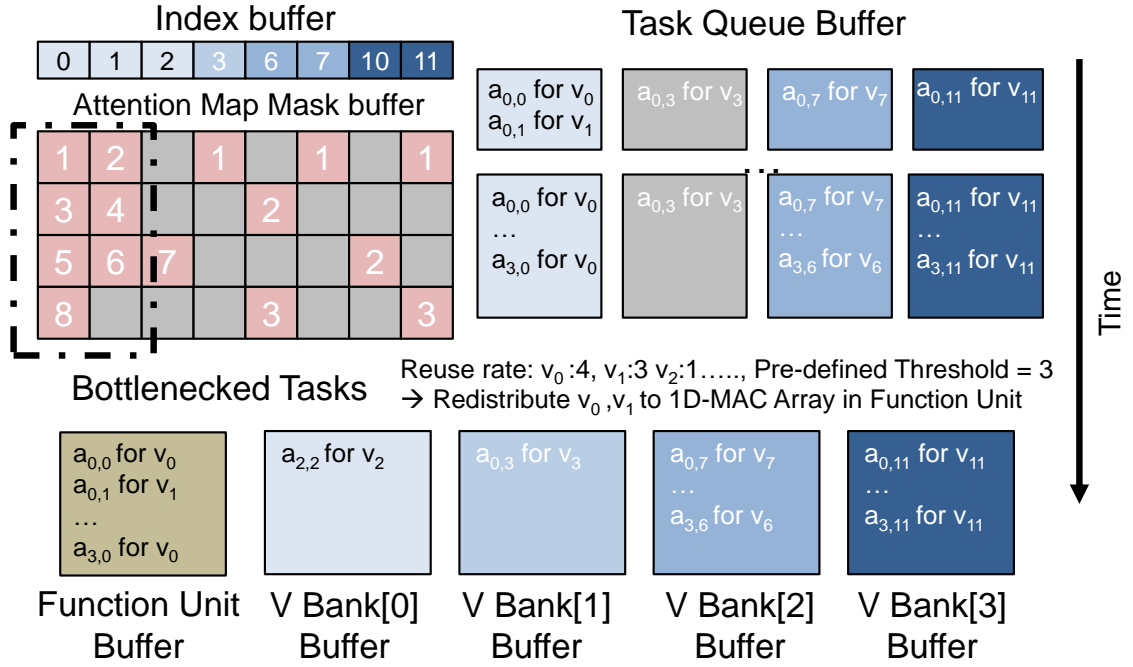 Index buffer
0 1 2 3 6 7 10 11
Attention Map Mask buffer
1 2 1 1 1
3 4 2
5 6 7 2
8 3 3
Bottlenecked Tasks
Task Queue Buffer
a0,0 for v0
a0,1 for v1
a0,3 for v3
a0,7 for v7
a0,11 for v11
...
a0,0 for v0
...
a3,0 for v0
a0,3 for v3
a0,7 for v7
...
a3,6 for v6
a0,11 for v11
...
a3,11 for v11
Time
Reuse rate: v0 :4, v1:3 v2:1....., Pre-defined Threshold = 3
→ Redistribute v0 ,v1 to 1D-MAC Array in Function Unit
a0,0 for v0
a0,1 for v1
...
a3,0 for v0
a2,2 for v2
a0,3 for v3
a0,7 for v7
...
a3,6 for v6
a0,11 for v11
...
a3,11 for v11
Function Unit
Buffer
V Bank[0]
Buffer
V Bank[1]
Buffer
V Bank[2]
Buffer
V Bank[3]
Buffer